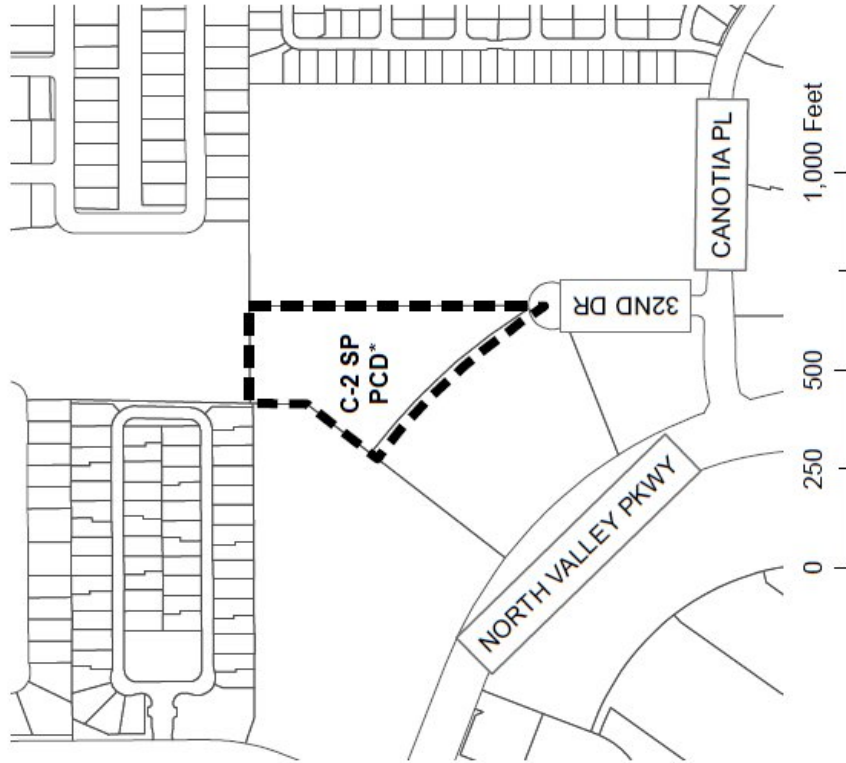 C-2 SP
PCD*
32ND DR
CANOTIA PL
NORTH VALLEY PKWY
0
250
500
1,000 Feet